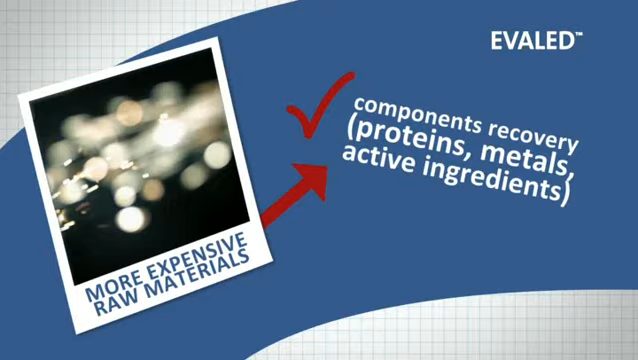 EVALED™
components recovery
(proteins, metals,
active ingredients)
MORE EXPENSIVE
RAW MATERIALS